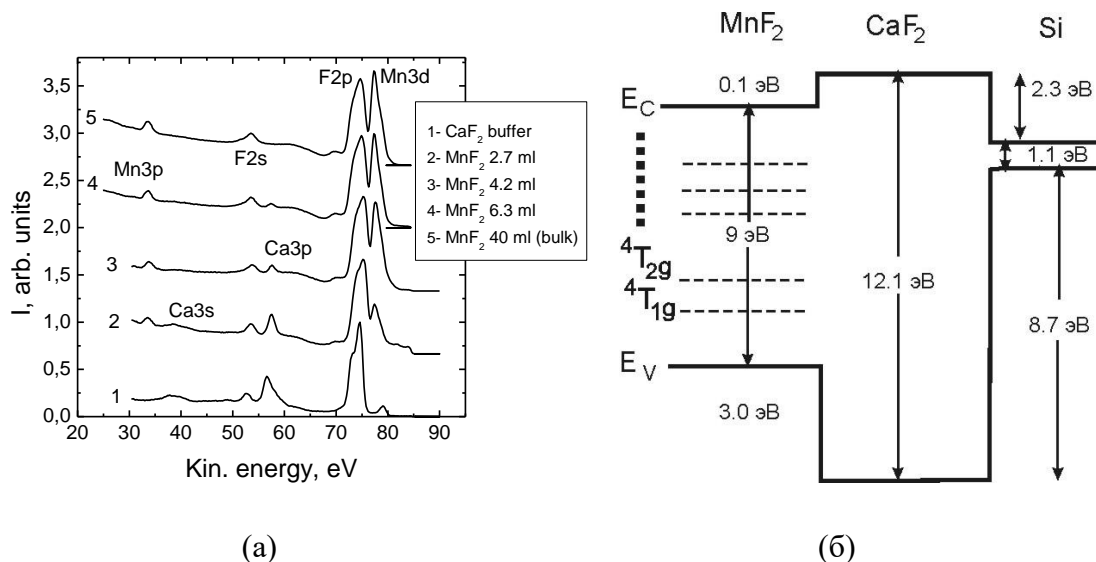 3,5
3,0
2,5
2,0
1,5
1,0
0,5
0,0
I, arb. units
20 30 40 50 60 70 80 90
Kin. energy, eV
F2p Mn3d
5
F2s
Mn3p
4
Ca3p
3
Ca3s
2
1
1- CaF₂ buffer
2- MnF₂ 2.7 ml
3- MnF₂ 4.2 ml
4- MnF₂ 6.3 ml
5- MnF₂ 40 ml (bulk)
(а)
MnF₂ CaF₂ Si
0.1 эВ
2.3 эВ
E_C
1.1 эВ
9 эВ
⁴T₂g
12.1 эВ
⁴T₁g
8.7 эВ
E_V
3.0 эВ
(б)